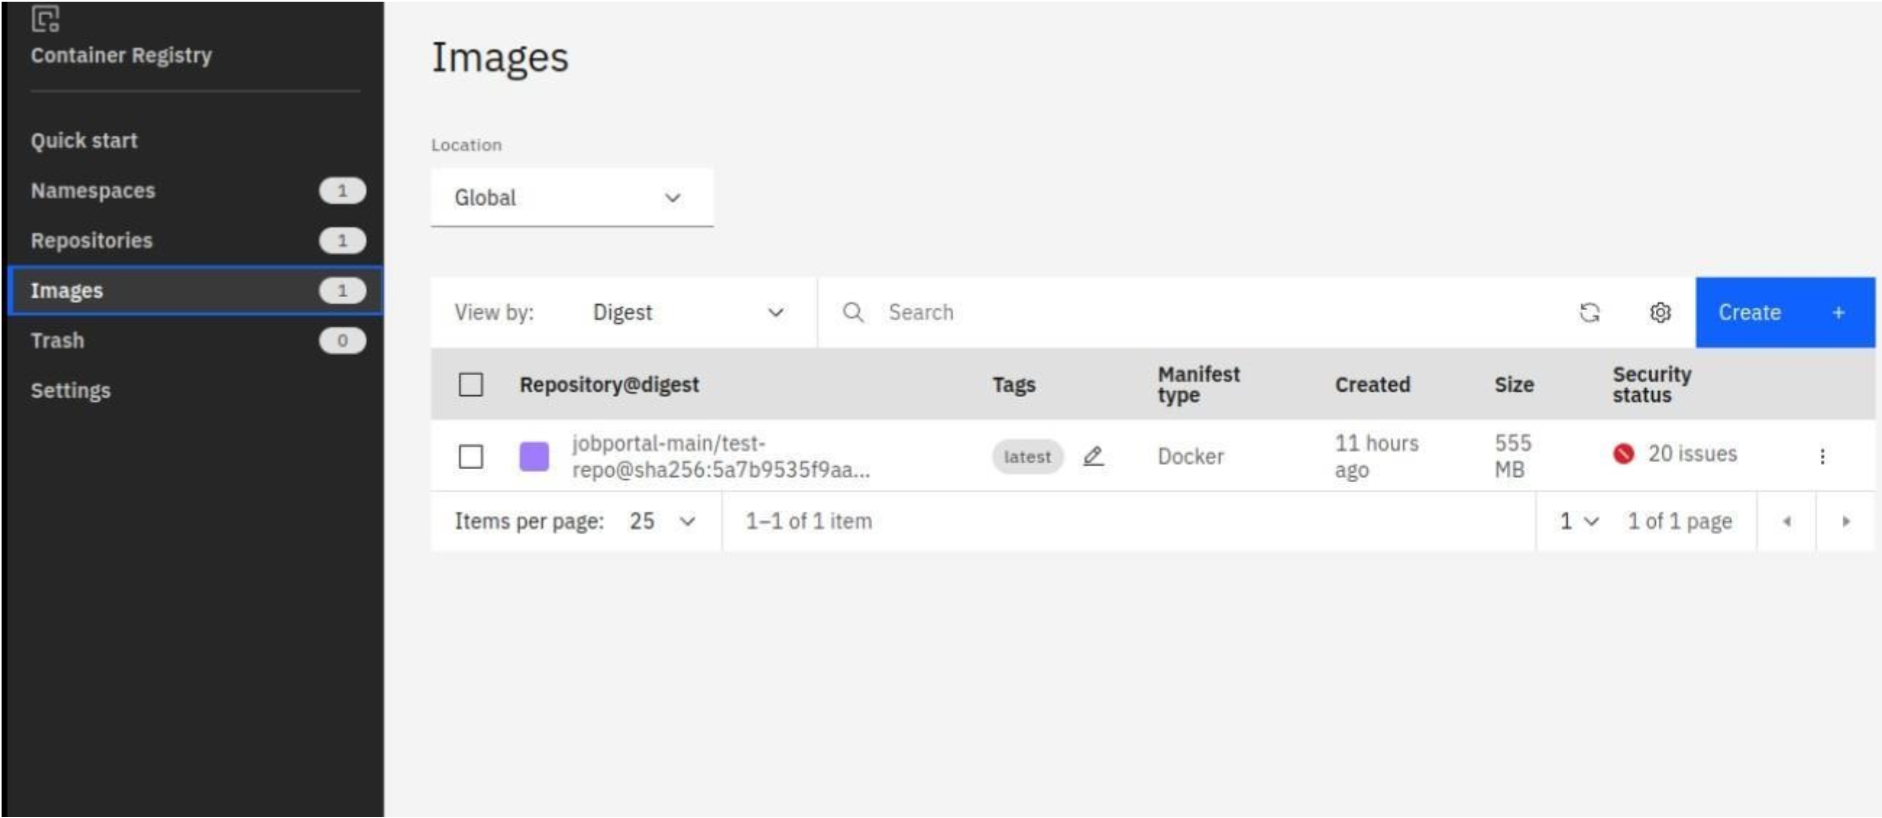 Container Registry
Quick start
Namespaces 1
Repositories 1
Images 1
Trash 0
Settings
Images
Location
Global
View by: Digest Search Create +
Repository@digest Tags Manifest type Created Size Security status
jobportal-main/test-
repo@sha256:5a7b9535f9aa... latest Docker 11 hours ago 555 MB 20 issues
Items per page: 25 1–1 of 1 item 1 1 of 1 page